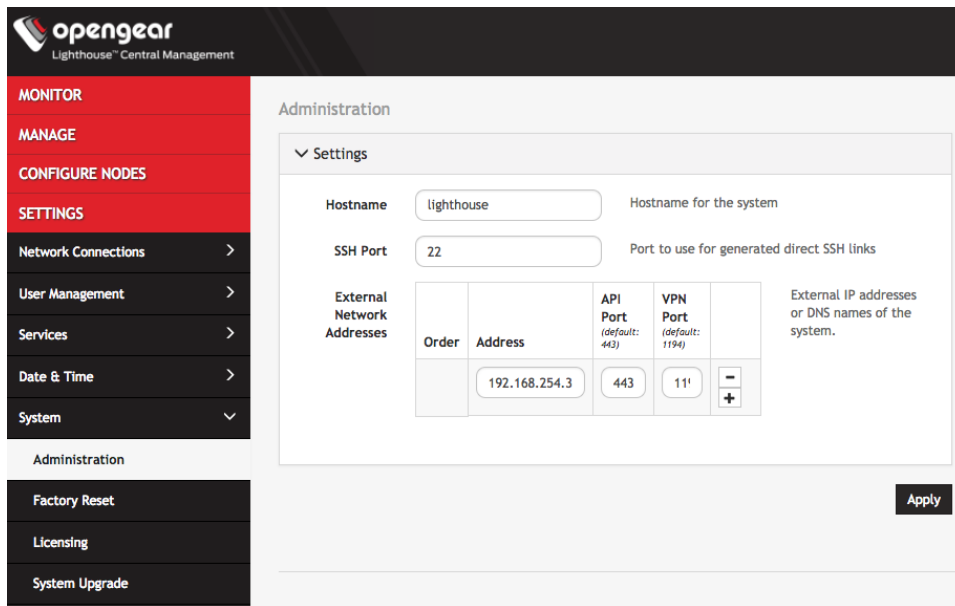 opengear
Lighthouse™ Central Management
MONITOR
MANAGE
CONFIGURE NODES
SETTINGS
Network Connections
User Management
Services
Date & Time
System
Administration
Factory Reset
Licensing
System Upgrade
Administration
Settings
Hostname
lighthouse
Hostname for the system
SSH Port
22
Port to use for generated direct SSH links
External
Network
Addresses
Order
Address
API
Port
(default:
443)
VPN
Port
(default:
1194)
192.168.254.3
443
External IP addresses
or DNS names of the
system.
Apply